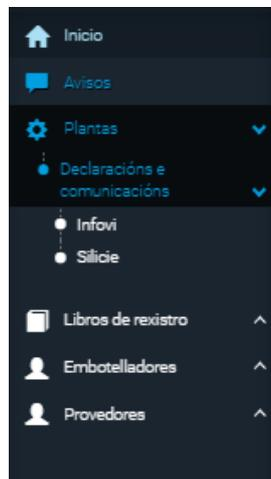 Inicio
Avisos
Plantas
Declaracións e
comunicacións
Infovi
Silicie
Libros de rexistro
Embotelladores
Provedores